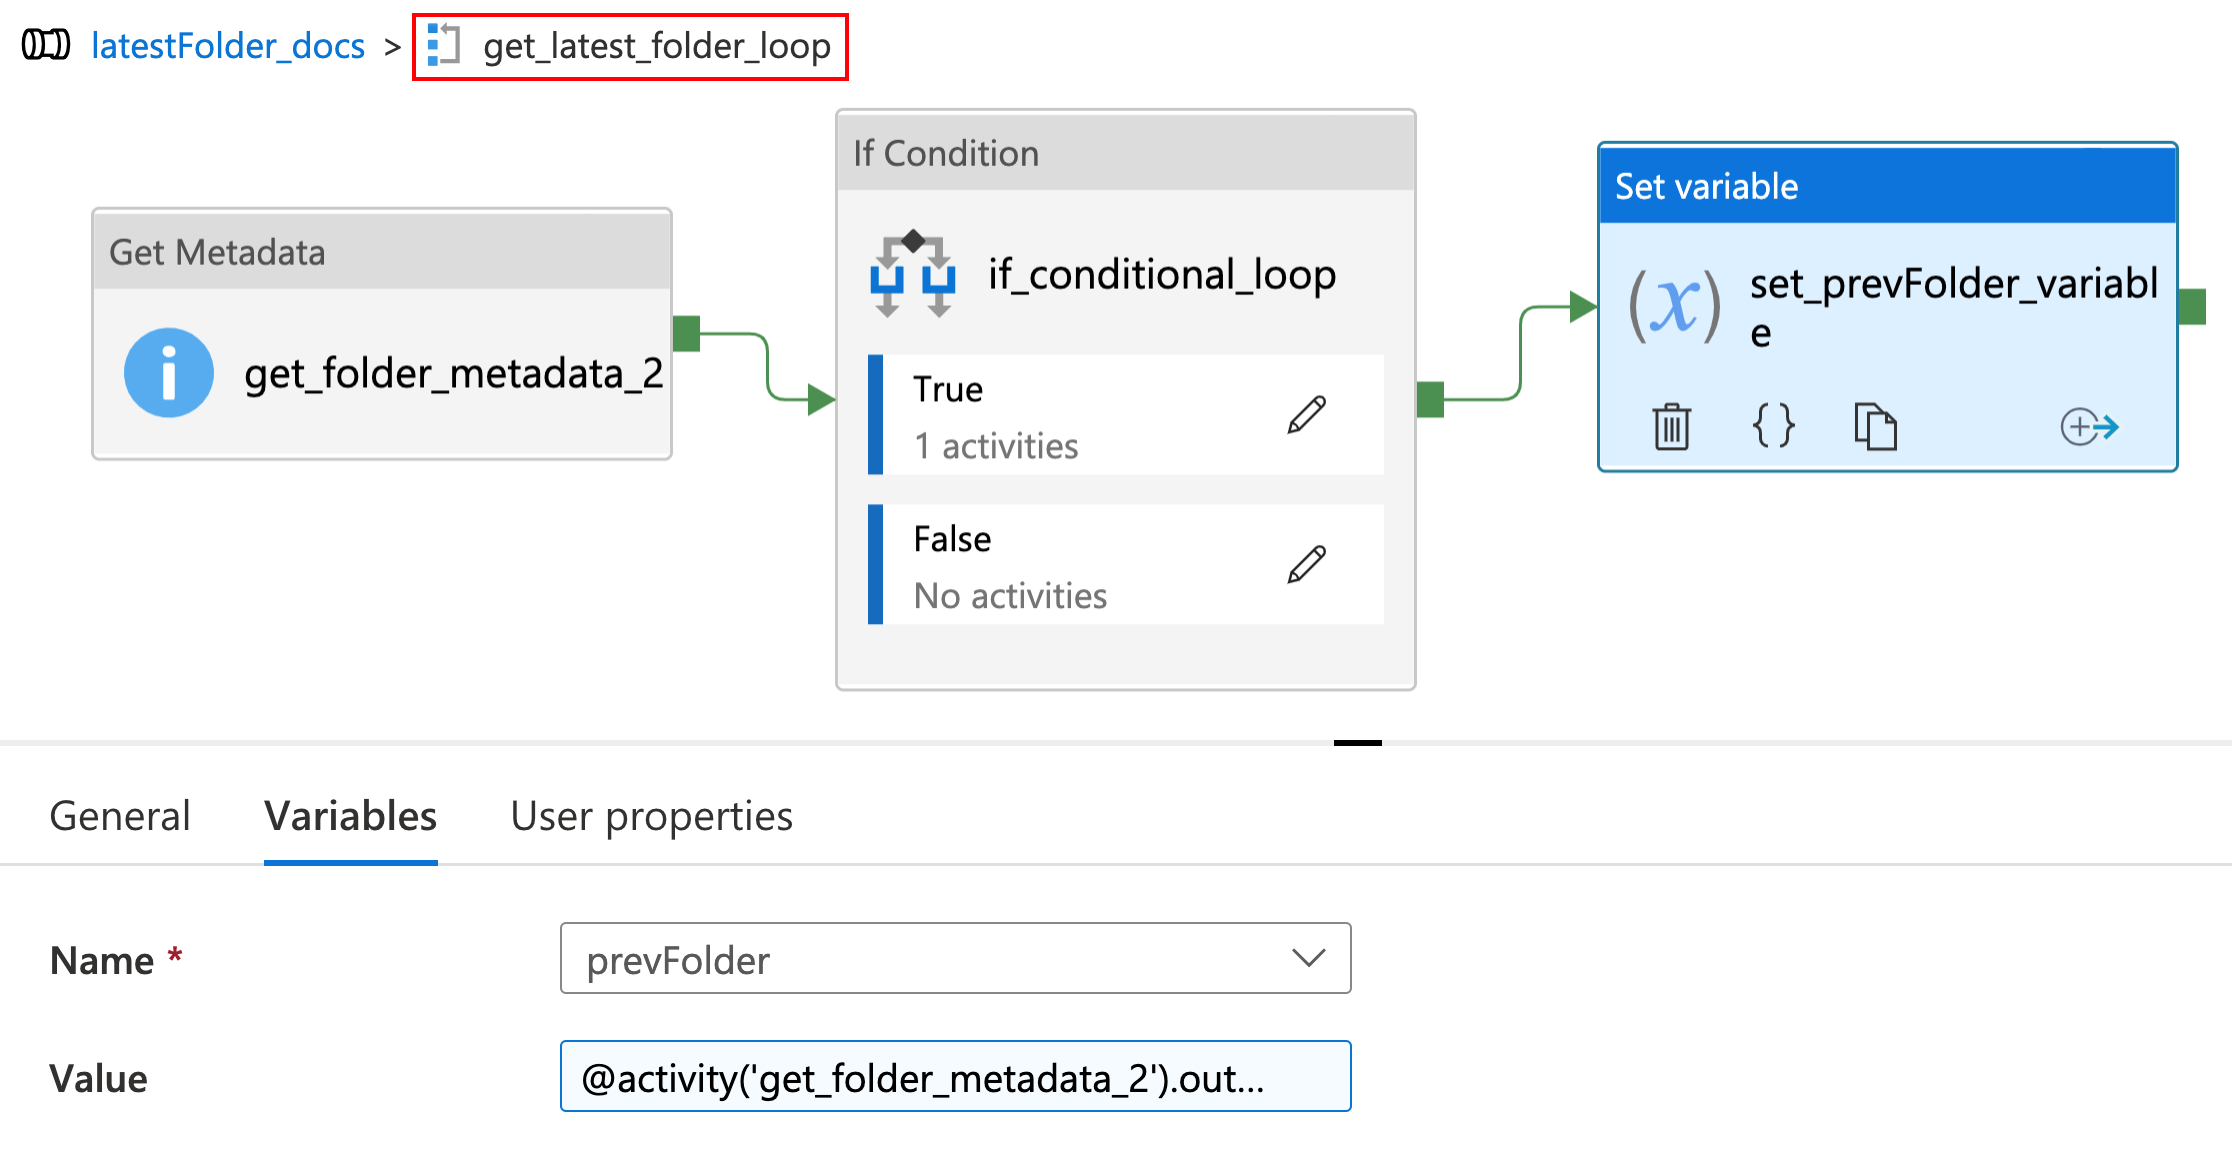 latestFolder_docs > get_latest_folder_loop
If Condition
Set variable
Get Metadata
if_conditional_loop
set_prevFolder_variabl
e
get_folder_metadata_2
True
1 activities
False
No activities
General Variables User properties
Name *
prevFolder
Value
@activity('get_folder_metadata_2').out...